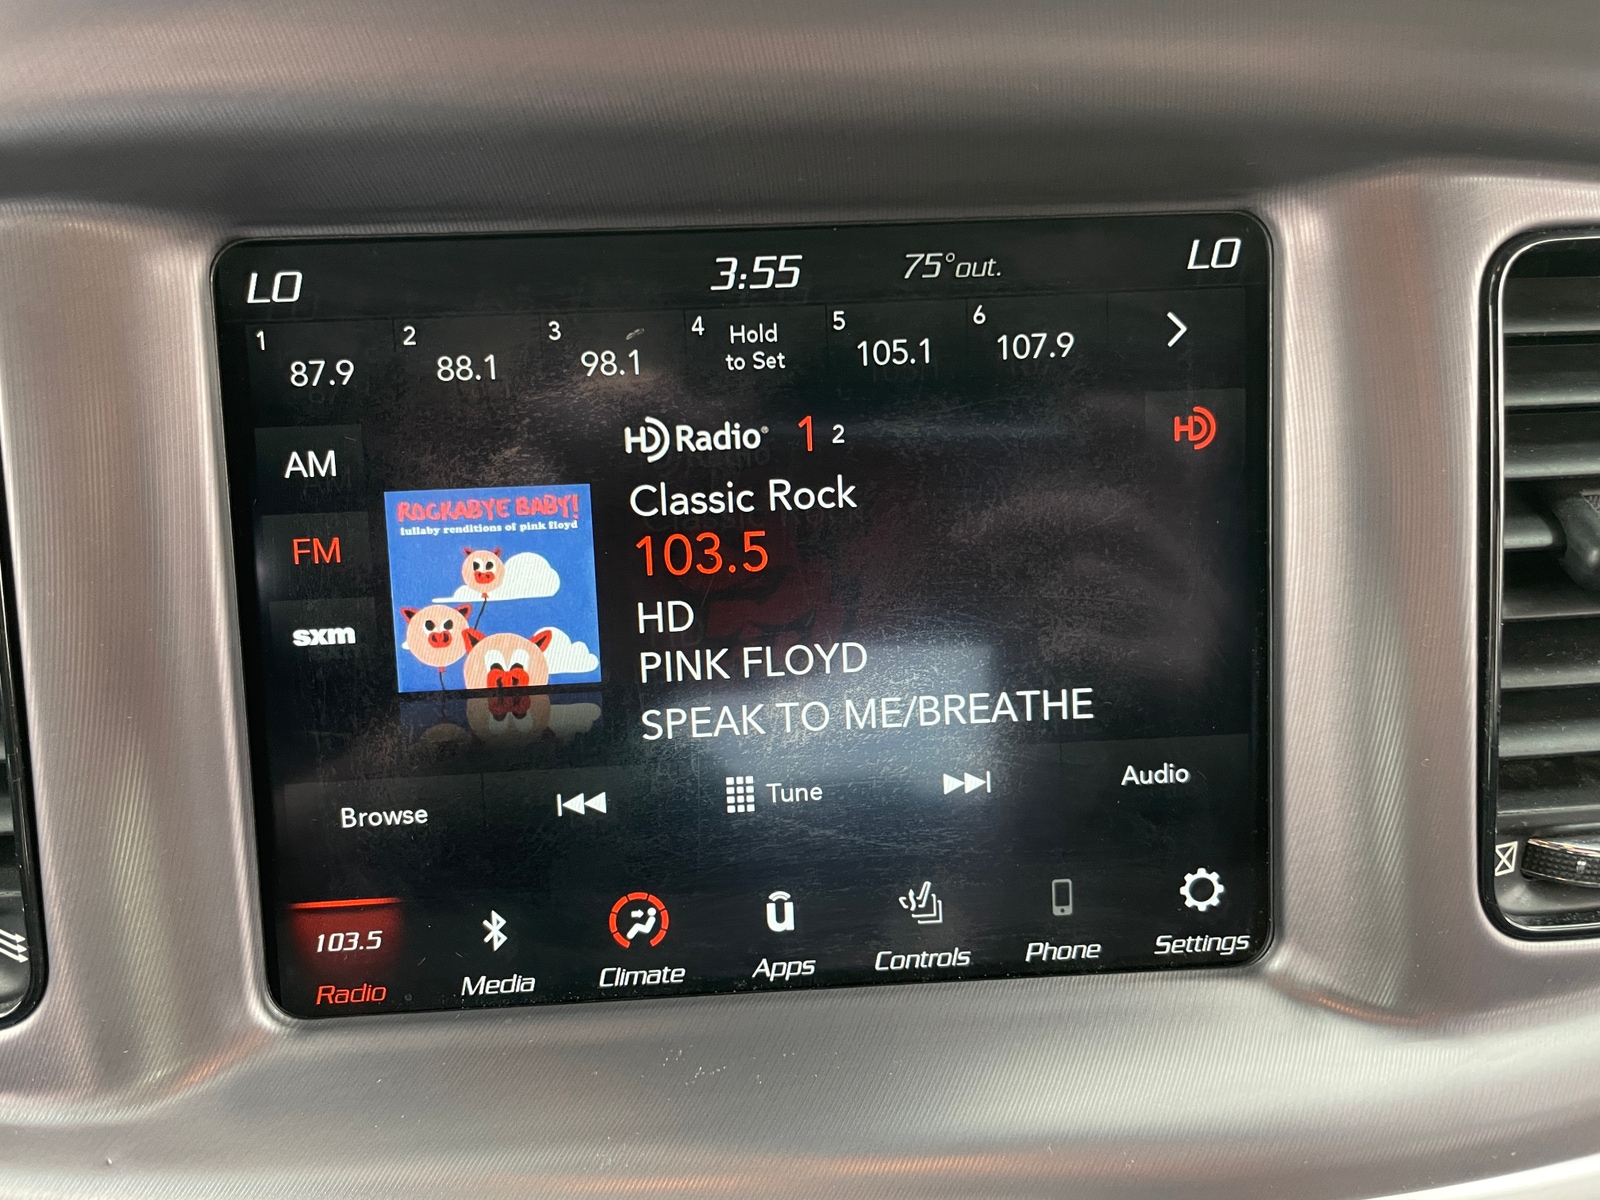 LO 3:55 75°out. LO
1 87.9 2 88.1 3 98.1 4 Hold to Set 5 105.1 6 107.9
HD Radio® 1 2 HD
AM
FM
sxm
ROCKABYE BABY!
lullaby renditions of pink floyd
Classic Rock
103.5
HD
PINK FLOYD
SPEAK TO ME/BREATHE
Browse Tune Audio
103.5
Radio Media Climate u Apps Controls Phone Settings